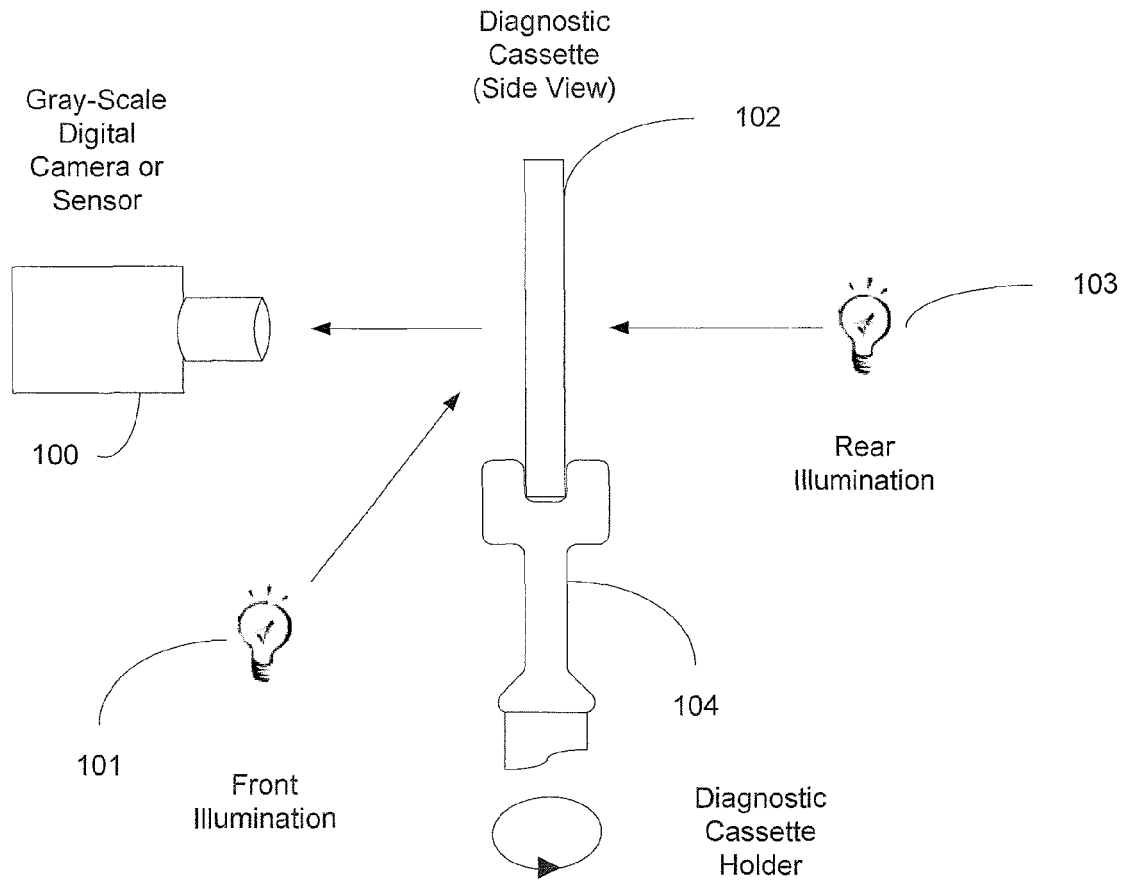 Diagnostic
Cassette
(Side View)
Gray-Scale
Digital
Camera or
Sensor
102
103
100
Rear
Illumination
104
101
Front
Illumination
Diagnostic
Cassette
Holder